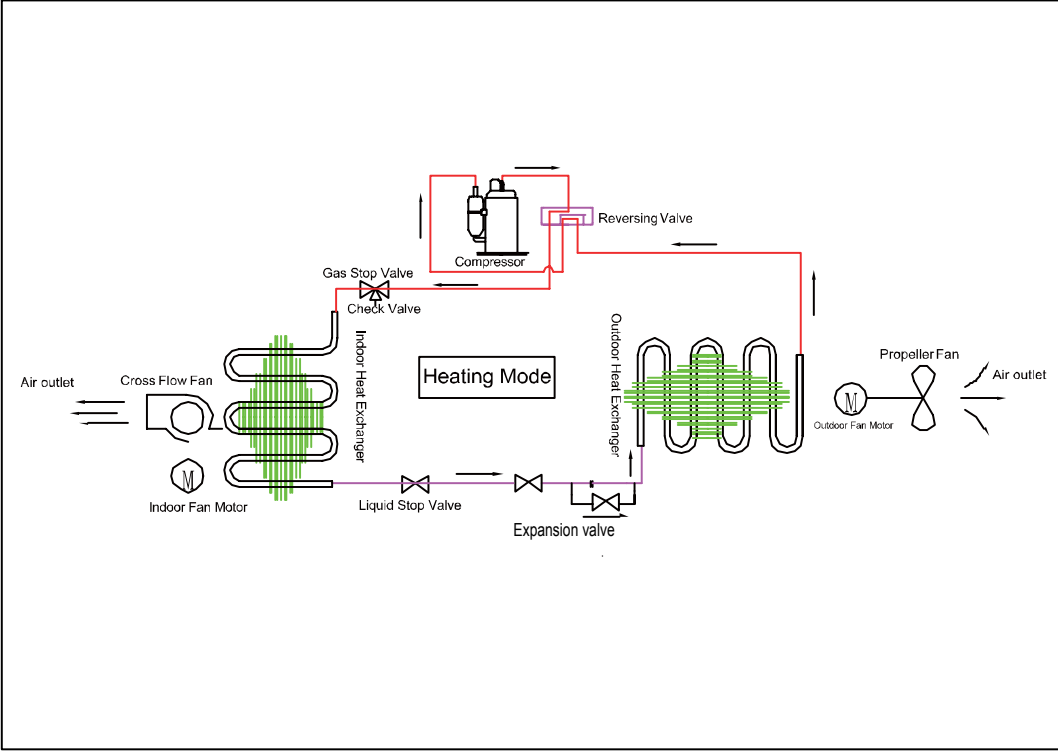 Reversing Valve
Compressor
Gas Stop Valve
Check Valve
Indoor Heat Exchanger
Heating Mode
Outdoor Heat Exchanger
Propeller Fan
Air outlet
Air outlet
Cross Flow Fan
M
Outdoor Fan Motor
M
Indoor Fan Motor
Liquid Stop Valve
Expansion valve